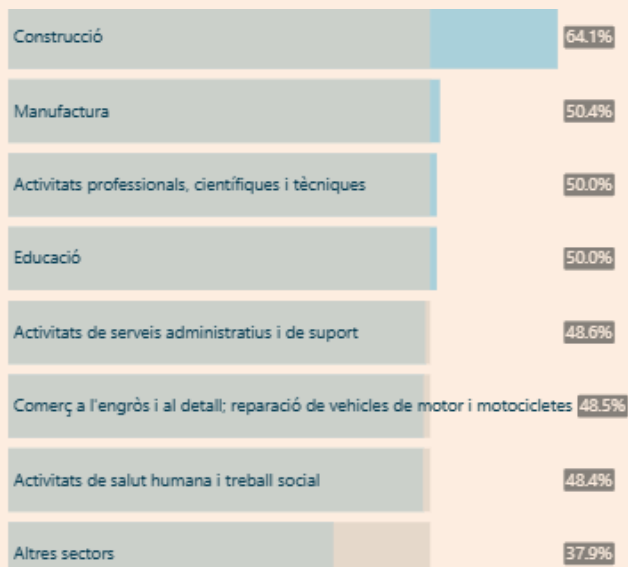 Construcció 64.1%
Manufactura 50.4%
Activitats professionals, científiques i tècniques 50.0%
Educació 50.0%
Activitats de serveis administratius i de suport 48.6%
Comerç a l'engròs i al detall; reparació de vehicles de motor i motocicletes 48.5%
Activitats de salut humana i treball social 48.4%
Altres sectors 37.9%